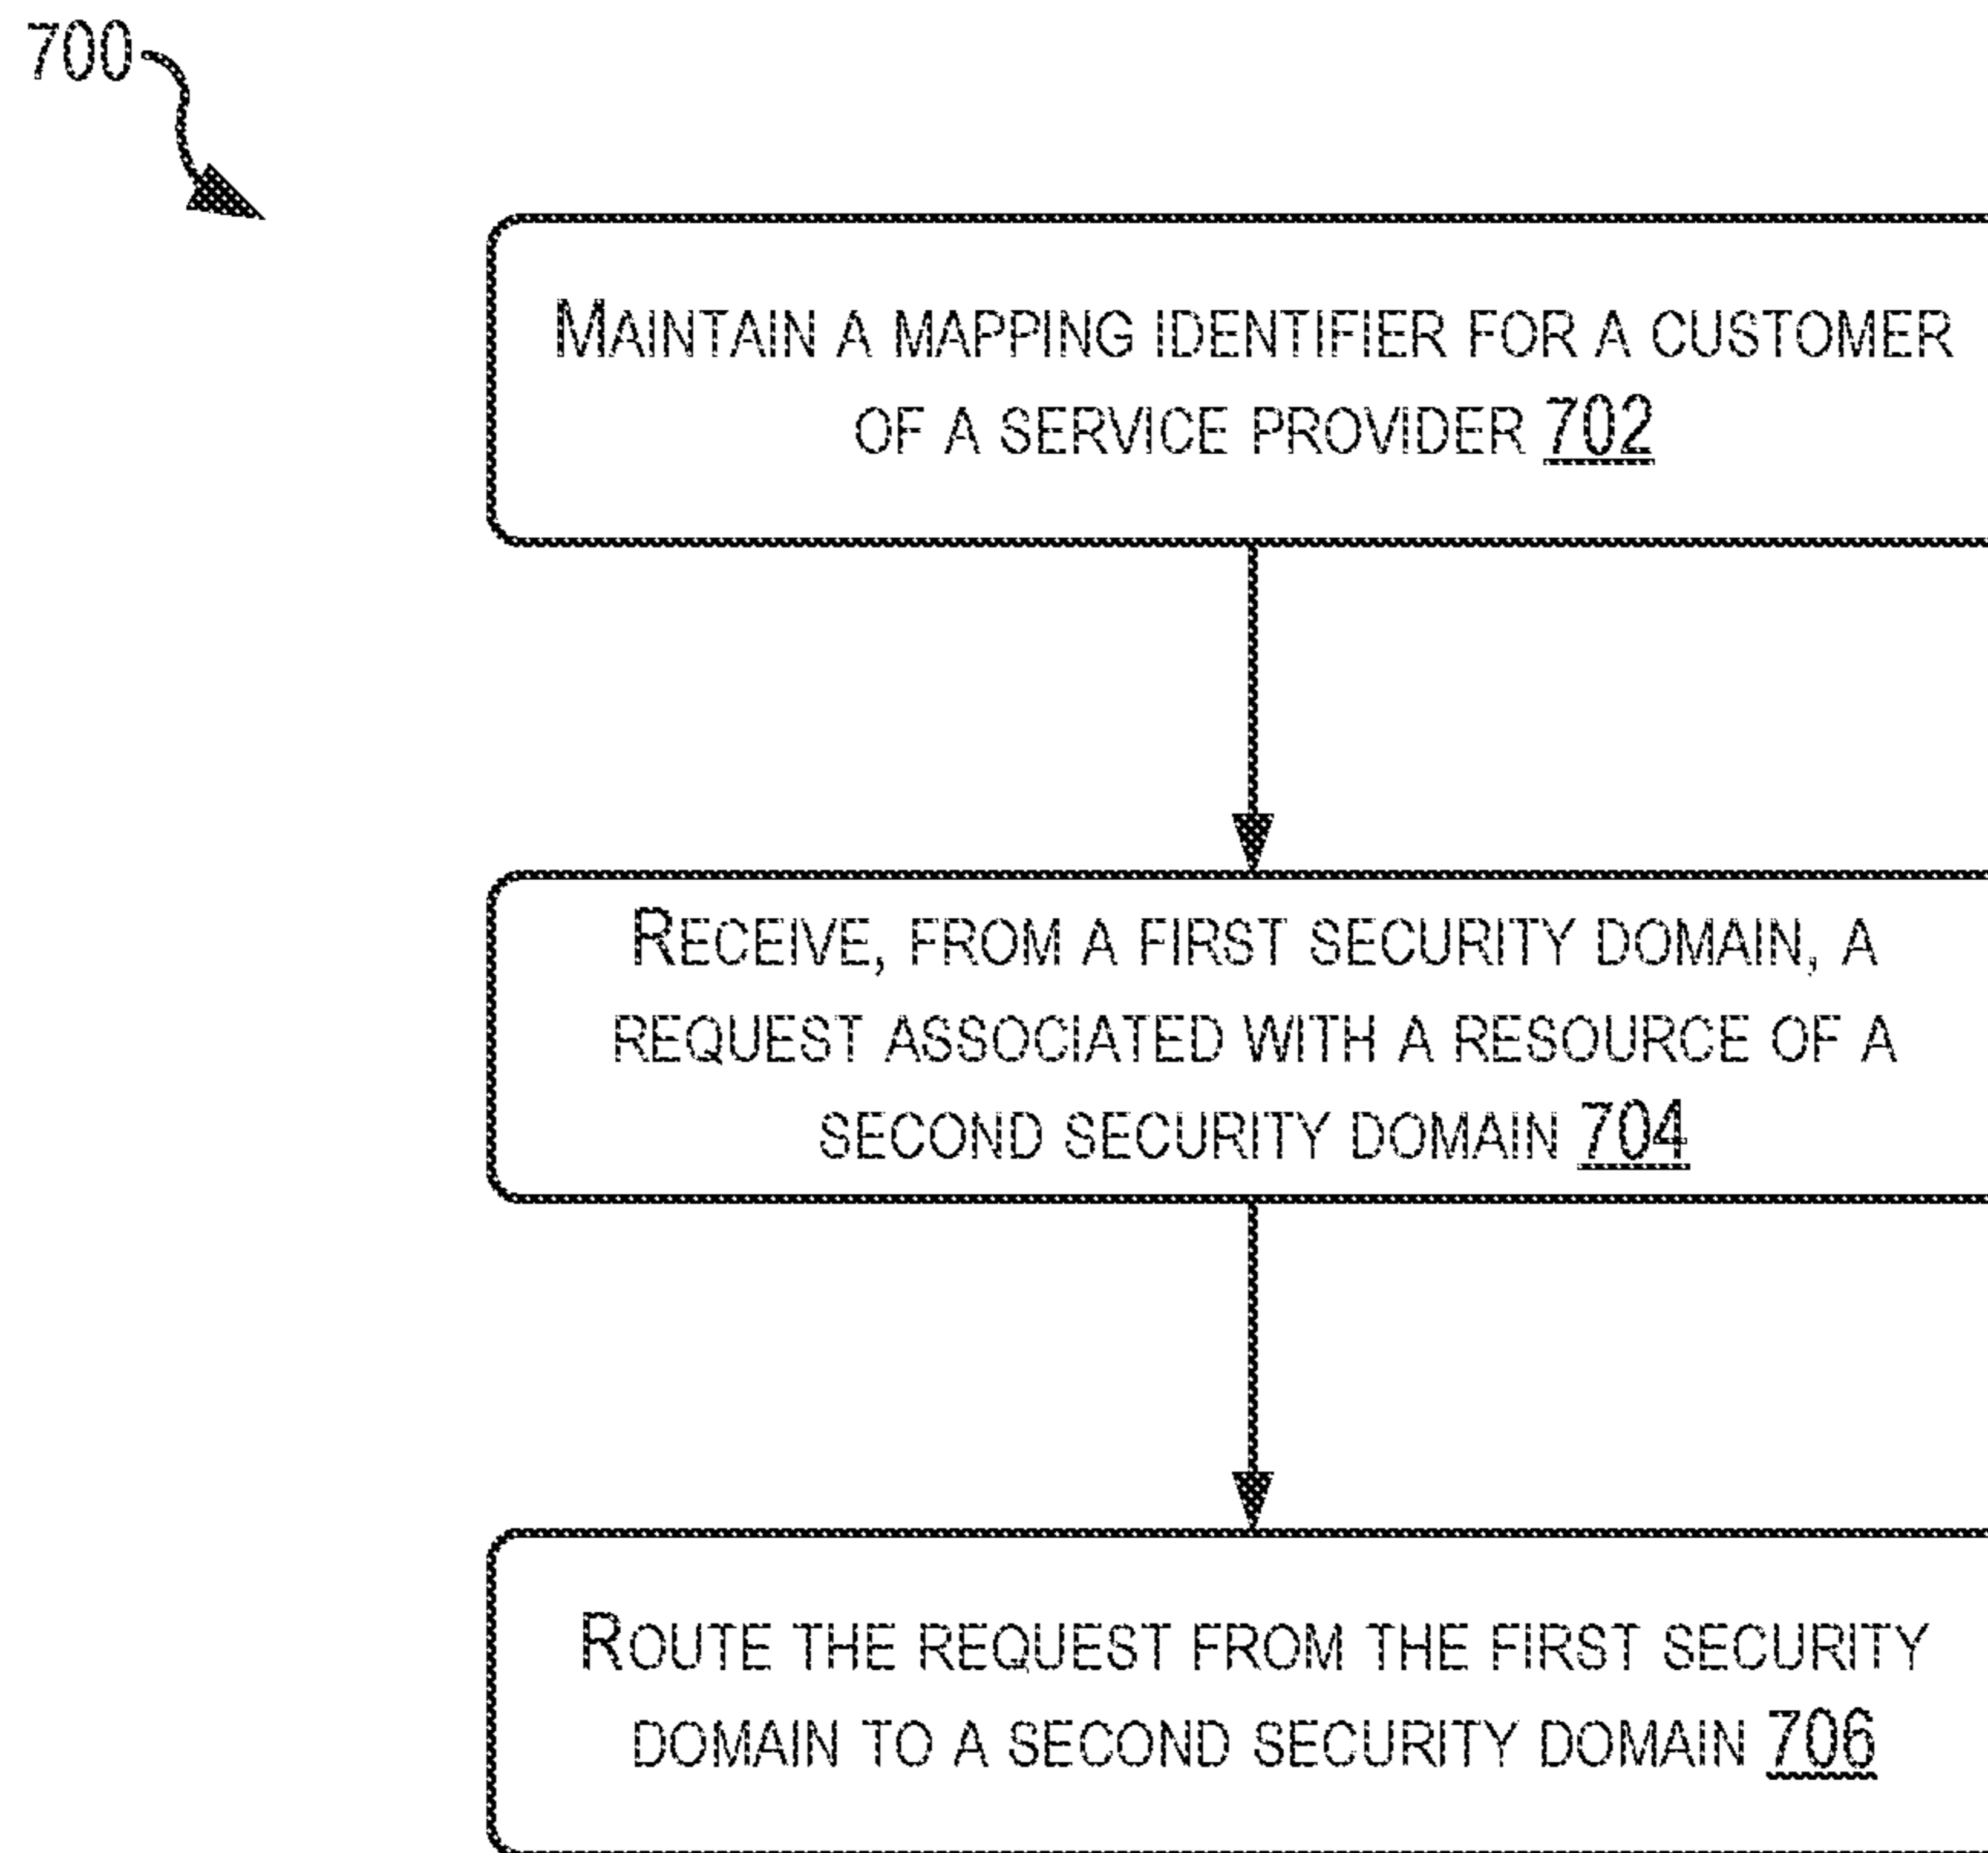 700
MAINTAIN A MAPPING IDENTIFIER FOR A CUSTOMER
OF A SERVICE PROVIDER 702
RECEIVE, FROM A FIRST SECURITY DOMAIN, A
REQUEST ASSOCIATED WITH A RESOURCE OF A
SECOND SECURITY DOMAIN 704
ROUTE THE REQUEST FROM THE FIRST SECURITY
DOMAIN TO A SECOND SECURITY DOMAIN 706